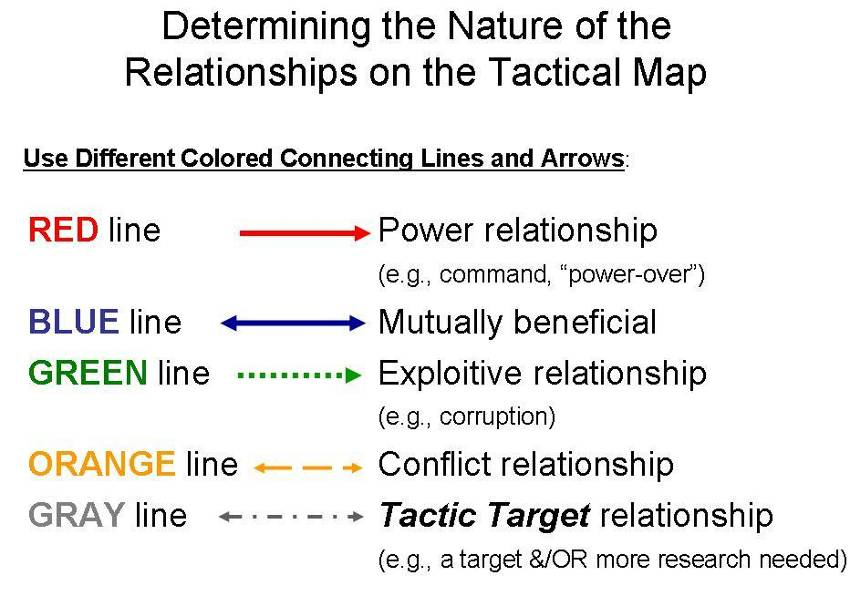 Determining the Nature of the
Relationships on the Tactical Map
Use Different Colored Connecting Lines and Arrows:
RED line Power relationship
(e.g., command, “power-over”)
BLUE line Mutually beneficial
GREEN line Exploitive relationship
(e.g., corruption)
ORANGE line Conflict relationship
GRAY line Tactic Target relationship
(e.g., a target &/OR more research needed)